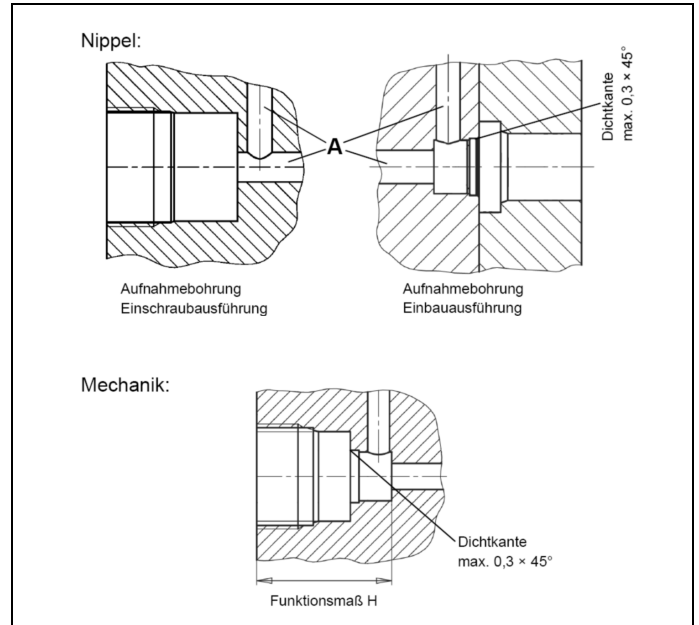 Nippel:
Dichtkante
max. 0,3 × 45°
A
Aufnahmebohrung
Einschraubausführung
Aufnahmebohrung
Einbauausführung
Mechanik:
Dichtkante
max. 0,3 × 45°
Funktionsmaß H